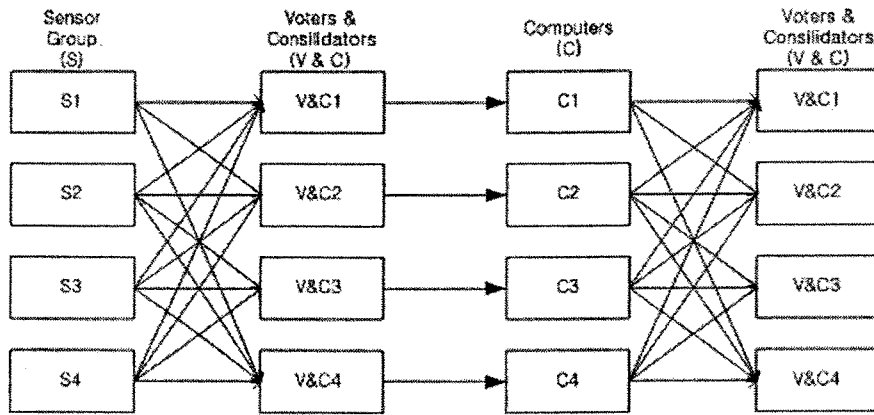 Sensor
Group
(S)
Voters &
Consilidators
(V & C)
Computers
(C)
Voters &
Consilidators
(V & C)
S1
V&C1
C1
V&C1
S2
V&C2
C2
V&C2
S3
V&C3
C3
V&C3
S4
V&C4
C4
V&C4